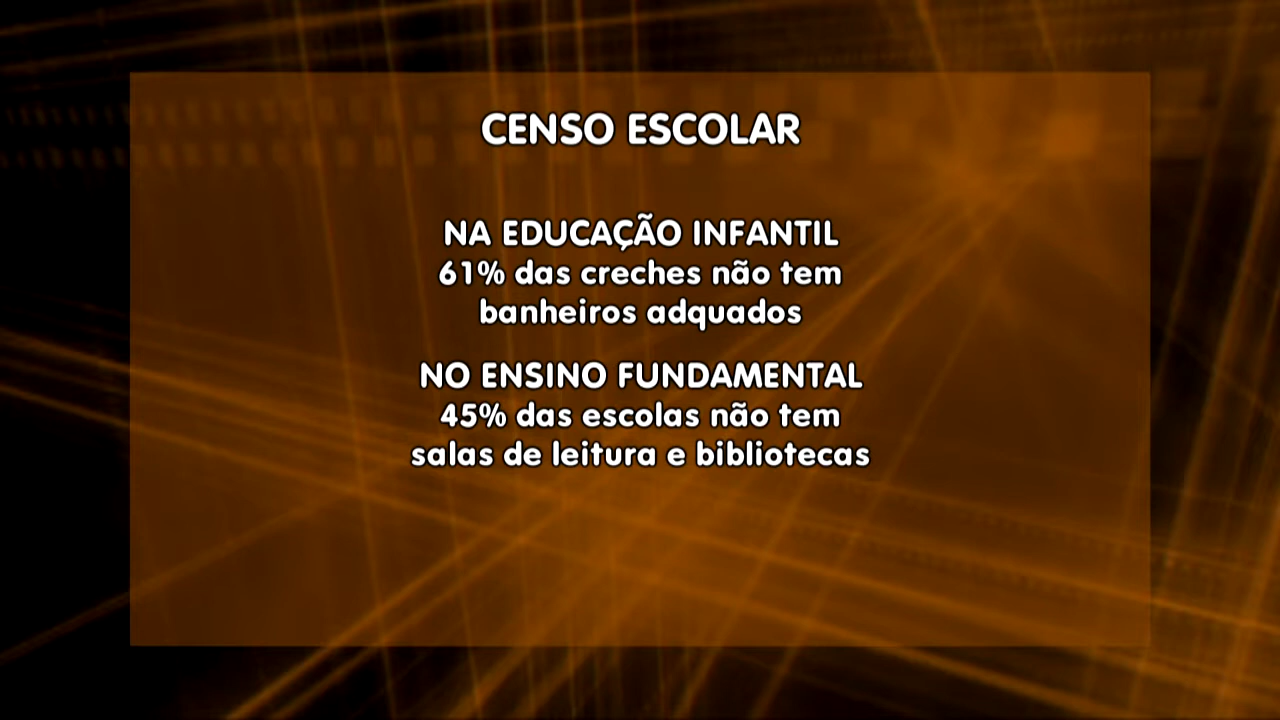 CENSO ESCOLAR
NA EDUCAÇÃO INFANTIL
61% das creches não tem
banheiros adquados
NO ENSINO FUNDAMENTAL
45% das escolas não tem
salas de leitura e bibliotecas